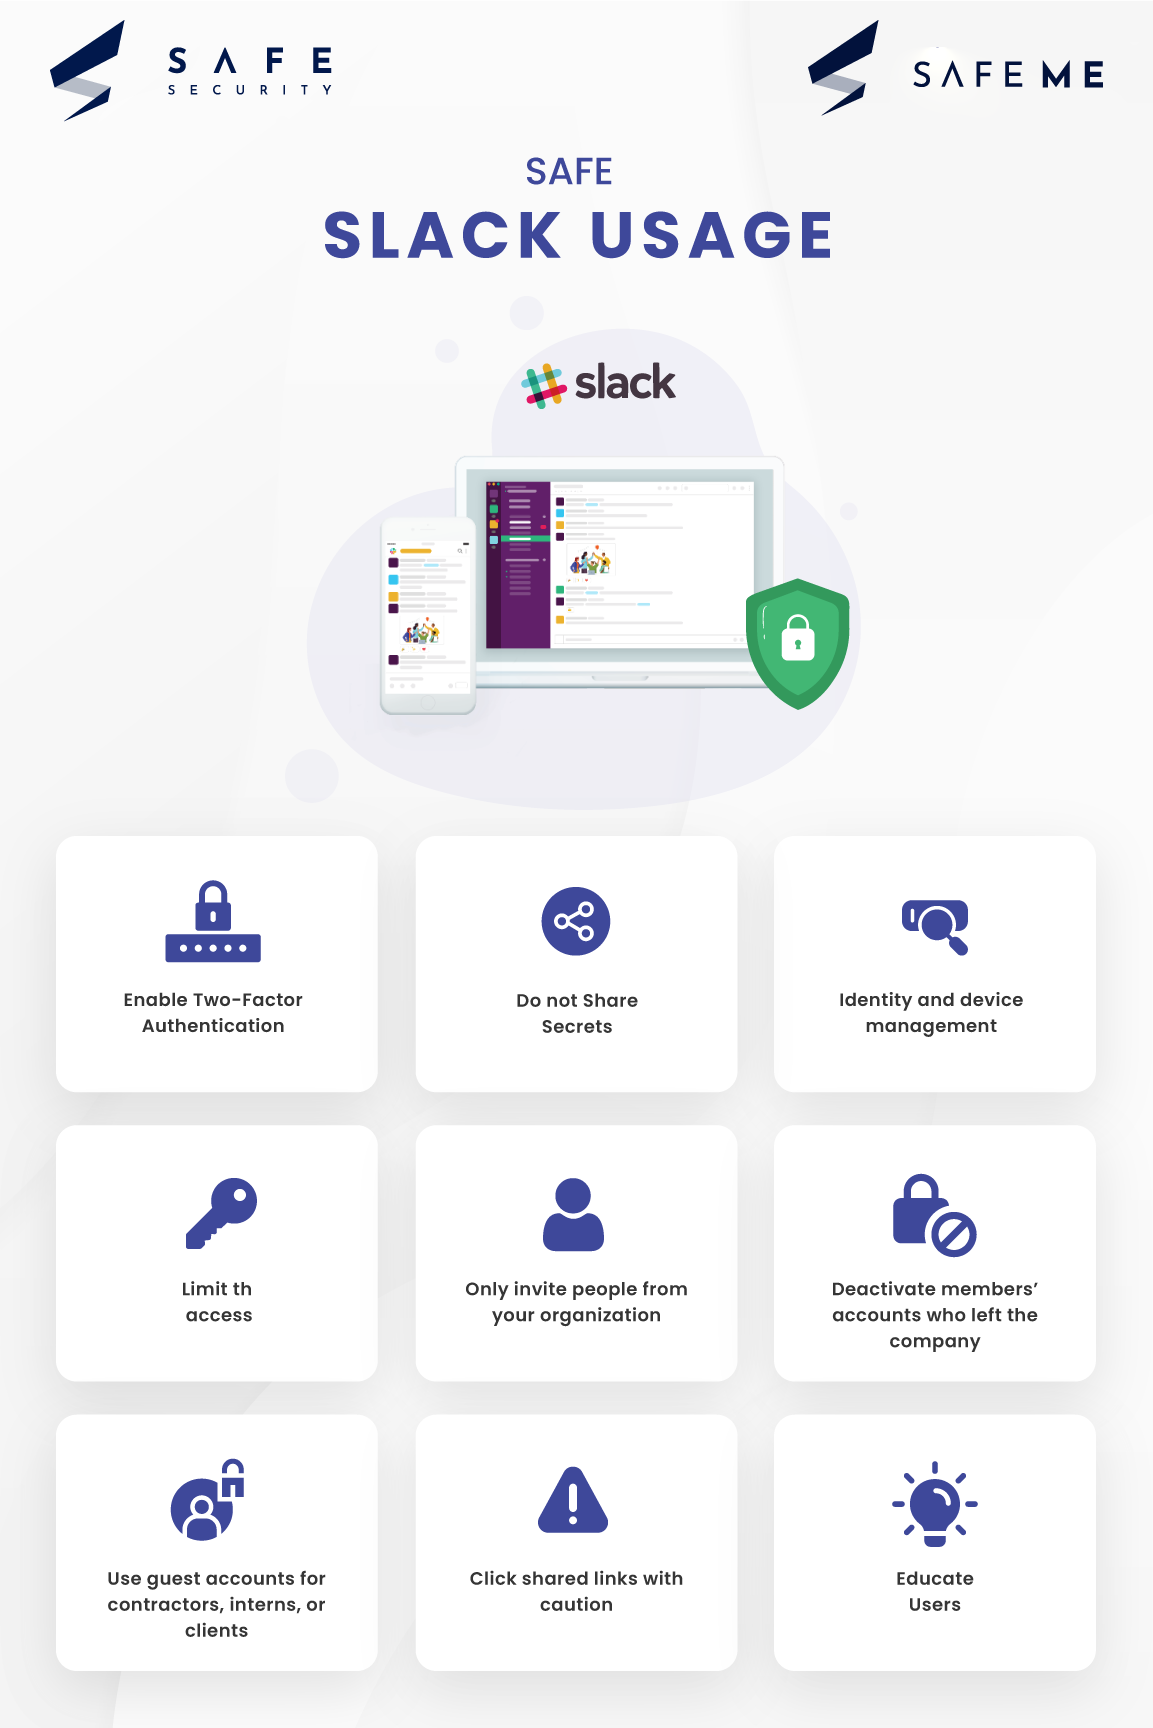 SAFE
SECURITY
SAFEME
SAFE
SLACK USAGE
slack
Enable Two-Factor
Authentication
Do not Share
Secrets
Identity and device
management
Limit th
access
Only invite people from
your organization
Deactivate members’
accounts who left the
company
Use guest accounts for
contractors, interns, or
clients
Click shared links with
caution
Educate
Users